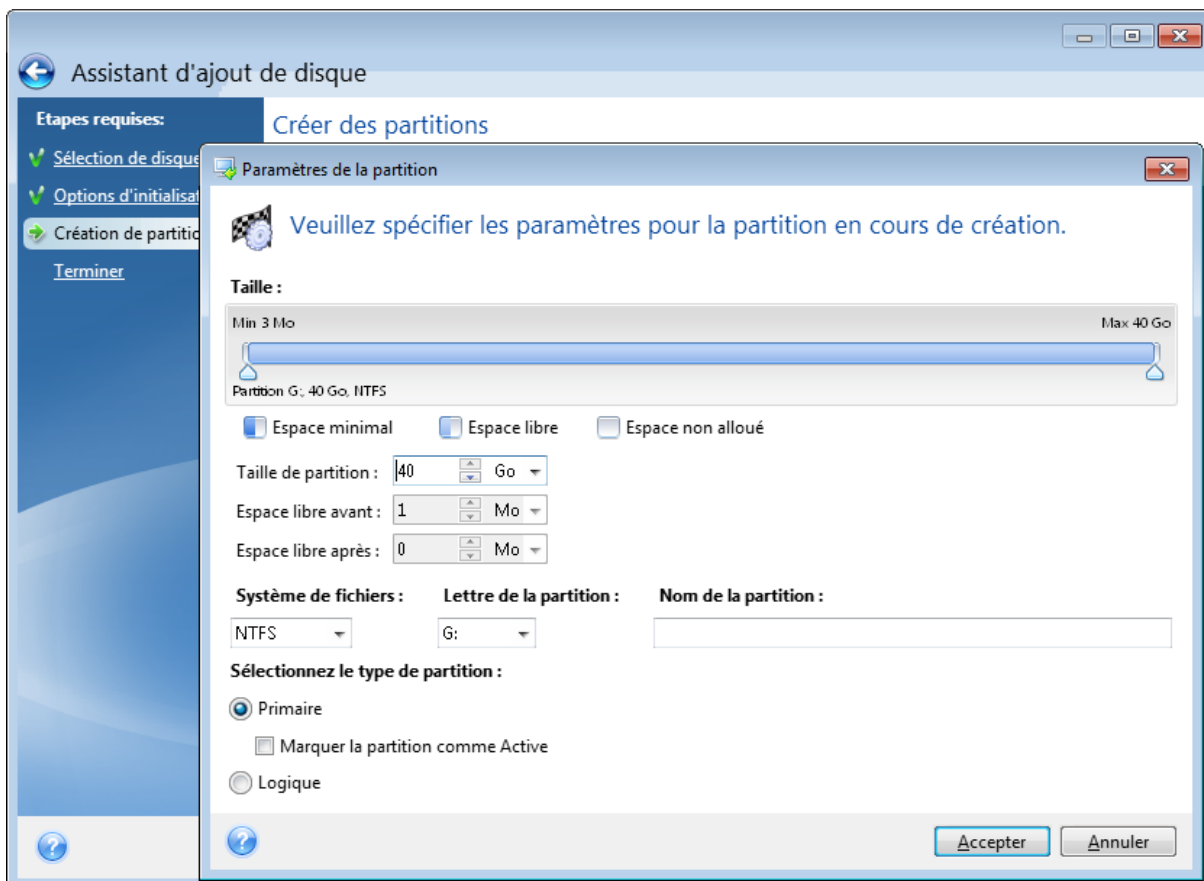 Assistant d'ajout de disque
Etapes requises:
Créer des partitions
Sélection de disque
Options d'initialisat
Création de partitio
Terminer
Paramètres de la partition
Veuillez spécifier les paramètres pour la partition en cours de création.
Taille :
Min 3 Mo Max 40 Go
Partition G:, 40 Go, NTFS
Espace minimal Espace libre Espace non alloué
Taille de partition : 40 Go
Espace libre avant : 1 Mo
Espace libre après : 0 Mo
Système de fichiers : Lettre de la partition : Nom de la partition :
NTFS G:
Sélectionnez le type de partition :
Primaire
Marquer la partition comme Active
Logique
Accepter Annuler